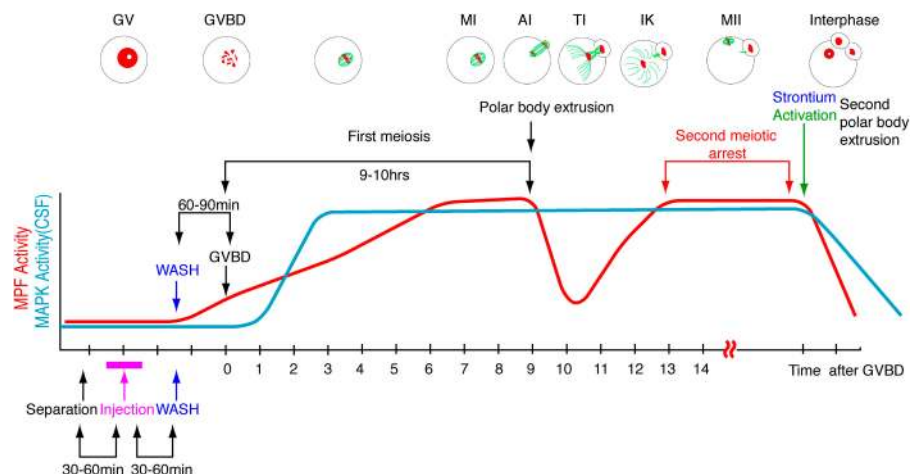 GV GVBD MI AI TI IK MII Interphase
Strontium
Activation
Second
polar body
extrusion
Polar body extrusion
First meiosis
9-10hrs
Second meiotic
arrest
60-90min
GVBD
WASH
MPF Activity
MAPK Activity(CSF)
0 1 2 3 4 5 6 7 8 9 10 11 12 13 14 Time after GVBD
Separation Injection WASH
30-60min 30-60min